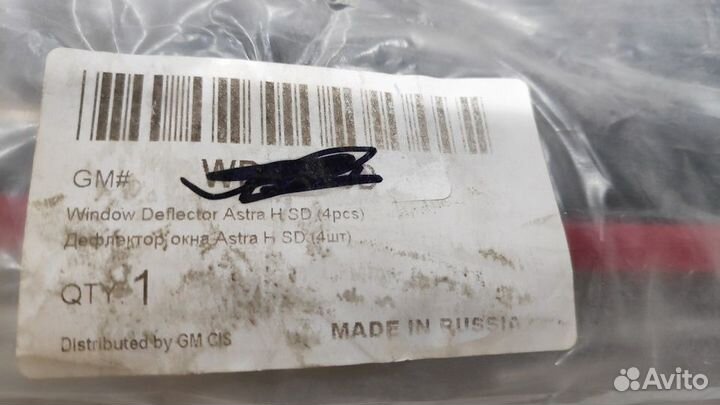 GM#
Window Deflector Astra H SD (4pcs)
Дефлектор окна Astra H SD (4шт)
QTY 1
Distributed by GM CIS
MADE IN RUSSIA
Avito